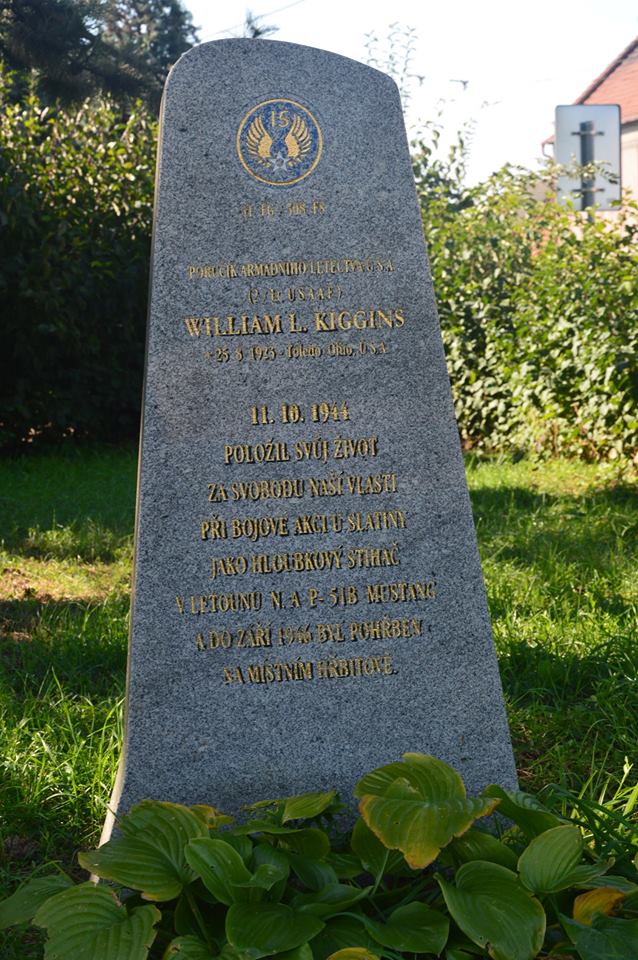 15
31. FG - 308 FS
PORUČÍK ARMÁDNÍHO LETECTVA U.S.A.
(2 / Lt USAAF)
WILLIAM L. KIGGINS
* 25. 8. 1923 - Toledo, Ohio, U.S.A.
11. 10. 1944
POLOŽIL SVŮJ ŽIVOT
ZA SVOBODU NAŠÍ VLASTI
PŘI BOJOVÉ AKCI U SLATINY
JAKO HLOUBKOVÝ STIHAČ
V LETOUNU N. A. P - 51B MUSTANG
A DO ZÁŘÍ 1946 BYL POHŘBEN
NA MÍSTNÍM HŘBITOVĚ.